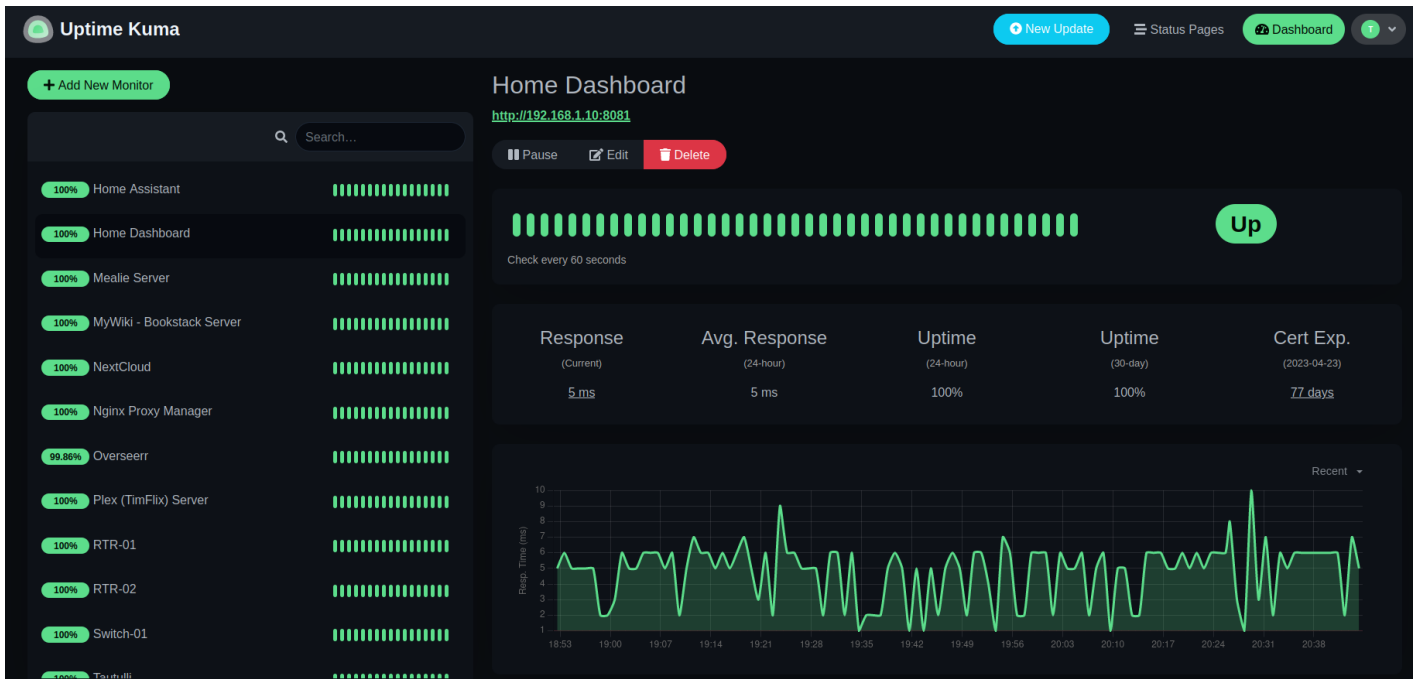 Uptime Kuma
New Update
Status Pages
Dashboard
T
Add New Monitor
Search...
100% Home Assistant
100% Home Dashboard
100% Mealie Server
100% MyWiki - Bookstack Server
100% NextCloud
100% Nginx Proxy Manager
99.86% Overseerr
100% Plex (TimFlix) Server
100% RTR-01
100% RTR-02
100% Switch-01
100% Tautulli
Home Dashboard
http://192.168.1.10:8081
Pause Edit Delete
Up
Check every 60 seconds
Response Avg. Response Uptime Uptime Cert Exp.
(Current) (24-hour) (24-hour) (30-day) (2023-04-23)
5 ms 5 ms 100% 100% 77 days
Recent
Resp. Time (ms)
10
9
8
7
6
5
4
3
2
1
18:53 19:00 19:07 19:14 19:21 19:28 19:35 19:42 19:49 19:56 20:03 20:10 20:17 20:24 20:31 20:38